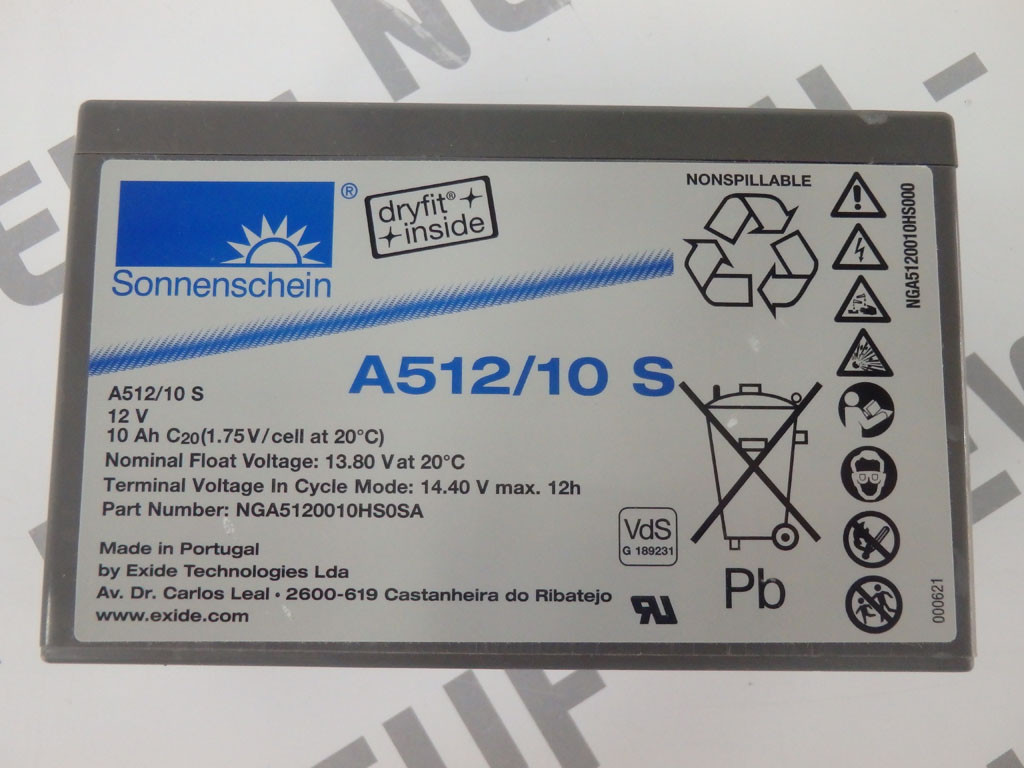 Sonnenschein
®
dryfit®
inside
NONSPILLABLE
NGA5120010HS000
A512/10 S
A512/10 S
12 V
10 Ah C20(1.75V/cell at 20°C)
Nominal Float Voltage: 13.80 V at 20°C
Terminal Voltage In Cycle Mode: 14.40 V max. 12h
Part Number: NGA5120010HS0SA
VdS
G 189231
Made in Portugal
by Exide Technologies Lda
Av. Dr. Carlos Leal • 2600-619 Castanheira do Ribatejo
www.exide.com
Pb
000621